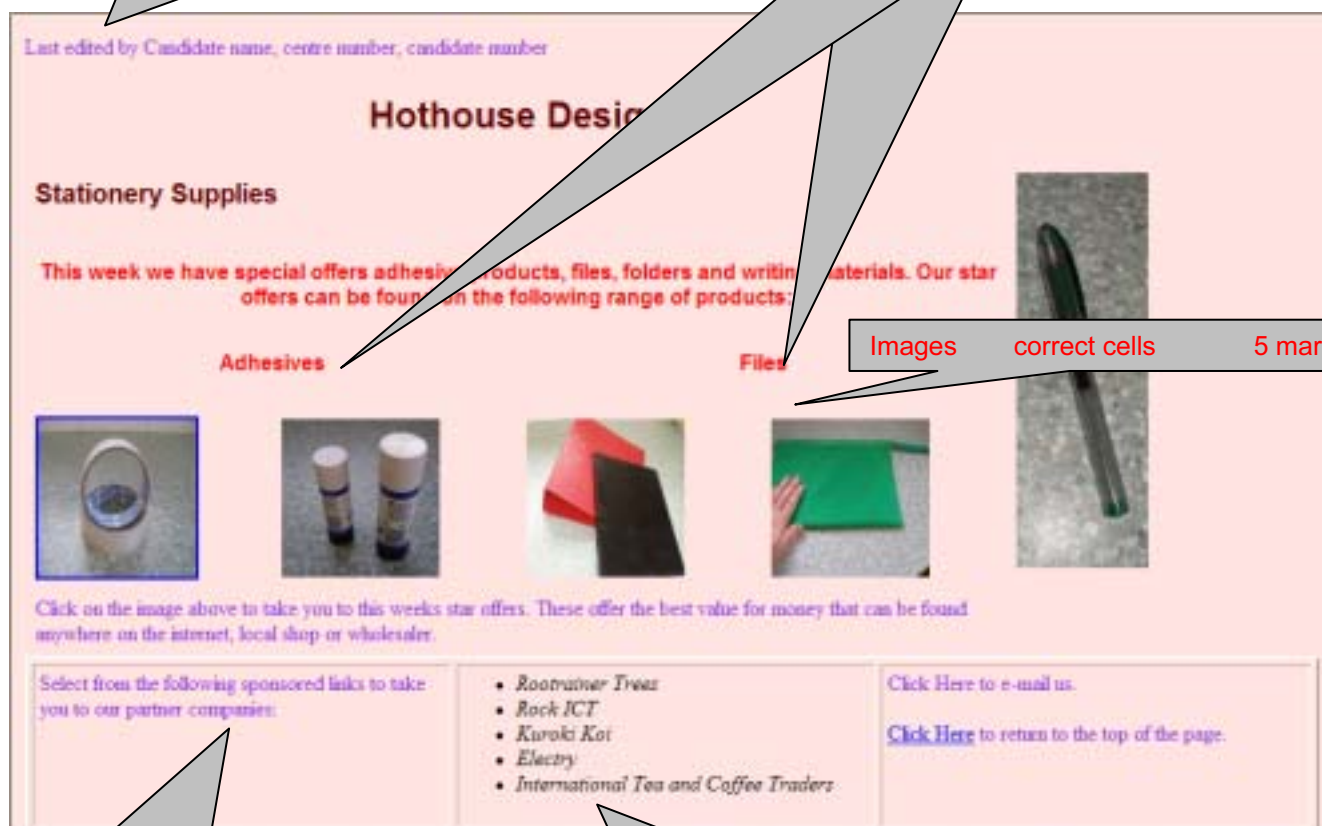 Last edited by Candidate name, centre number, candidate number
Hothouse Desig
Stationery Supplies
This week we have special offers adhesiv products, files, folders and writin materials. Our star
offers can be foun on the following range of products:
Adhesives
Files
Images correct cells 5 mar
Click on the image above to take you to this weeks star offers. These offer the best value for money that can be found
anywhere on the internet, local shop or wholesaler.
Select from the following sponsored links to take
you to our partner companies:
• Rootrainer Trees
• Rock ICT
• Kuroki Koi
• Electry
• International Tea and Coffee Traders
Click Here to e-mail us.
Click Here to return to the top of the page.